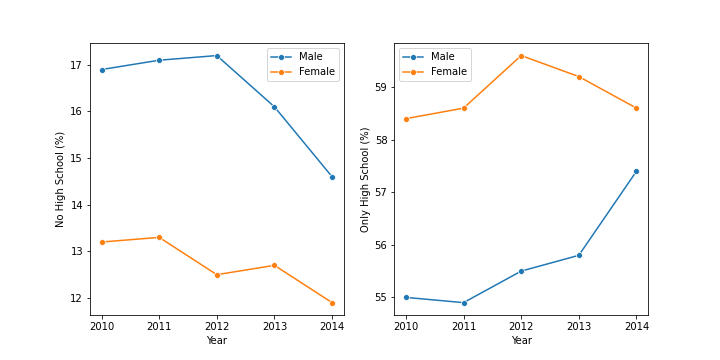 17
16
15
14
13
12
No High School (%)
2010 2011 2012 2013 2014
Year
Male
Female
59
58
57
56
55
Only High School (%)
2010 2011 2012 2013 2014
Year
Male
Female